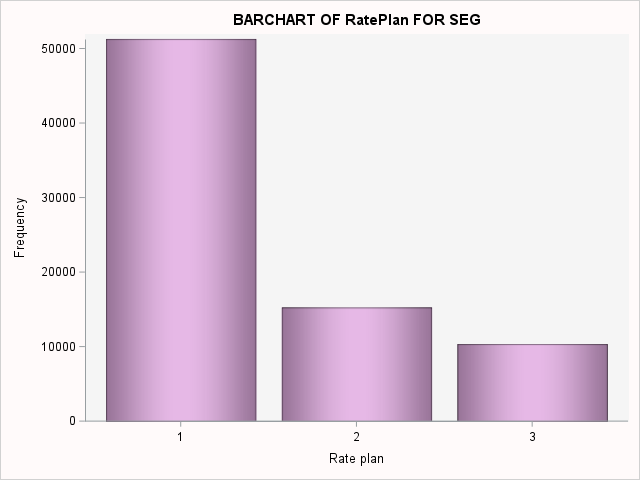 BARCHART OF RatePlan FOR SEG
50000
40000
30000
20000
10000
0
Frequency
1 2 3
Rate plan